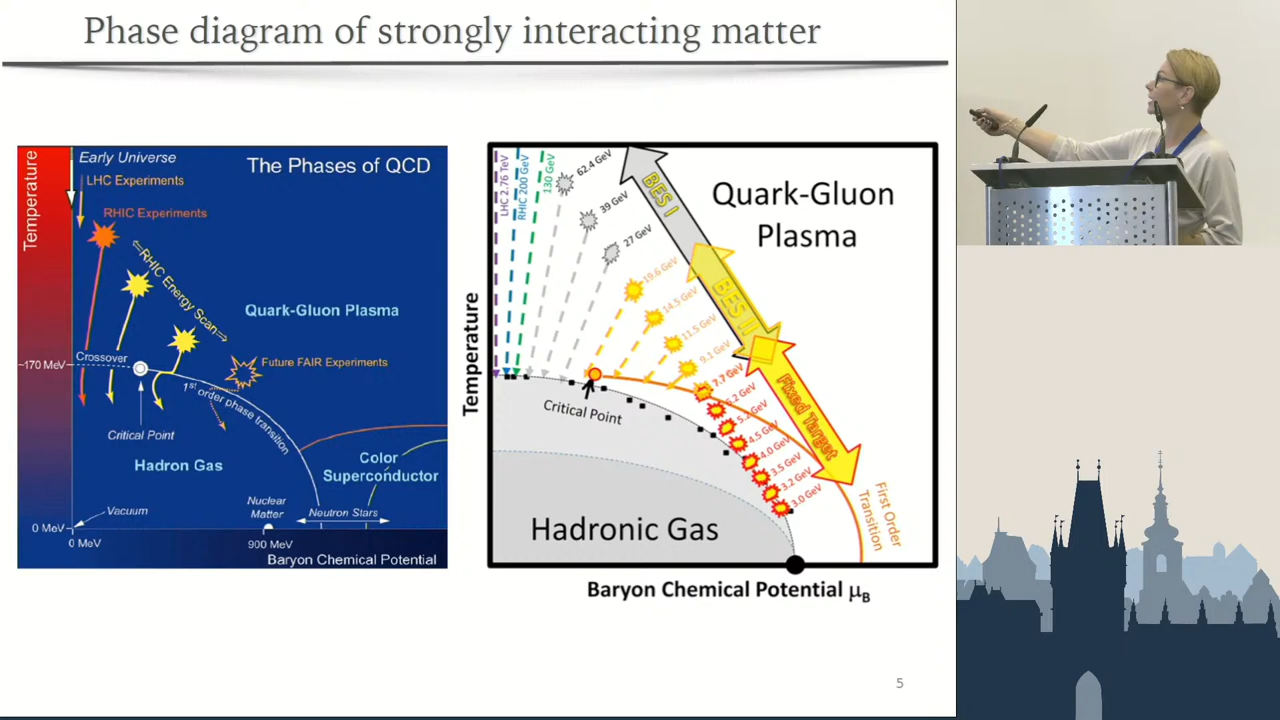 Phase diagram of strongly interacting matter
Temperature
Early Universe
The Phases of QCD
LHC Experiments
RHIC Experiments
⇐RHIC Energy Scan⇒
Quark-Gluon Plasma
Crossover
~170 MeV
Future FAIR Experiments
1st order phase transition
Critical Point
Hadron Gas
Color
Superconductor
Nuclear
Matter
Vacuum
Neutron Stars
0 MeV
0 MeV
900 MeV
Baryon Chemical Potential
Temperature
LHC 2.76 TeV
RHIC 200 GeV
130 GeV
62.4 GeV
39 GeV
27 GeV
19.6 GeV
14.5 GeV
11.5 GeV
9.1 GeV
7.7 GeV
6.2 GeV
5.2 GeV
4.5 GeV
4.0 GeV
3.5 GeV
3.2 GeV
3.0 GeV
BES I
BES II
Fixed Target
Quark-Gluon
Plasma
Critical Point
Hadronic Gas
First Order
Transition
Baryon Chemical Potential μB
5